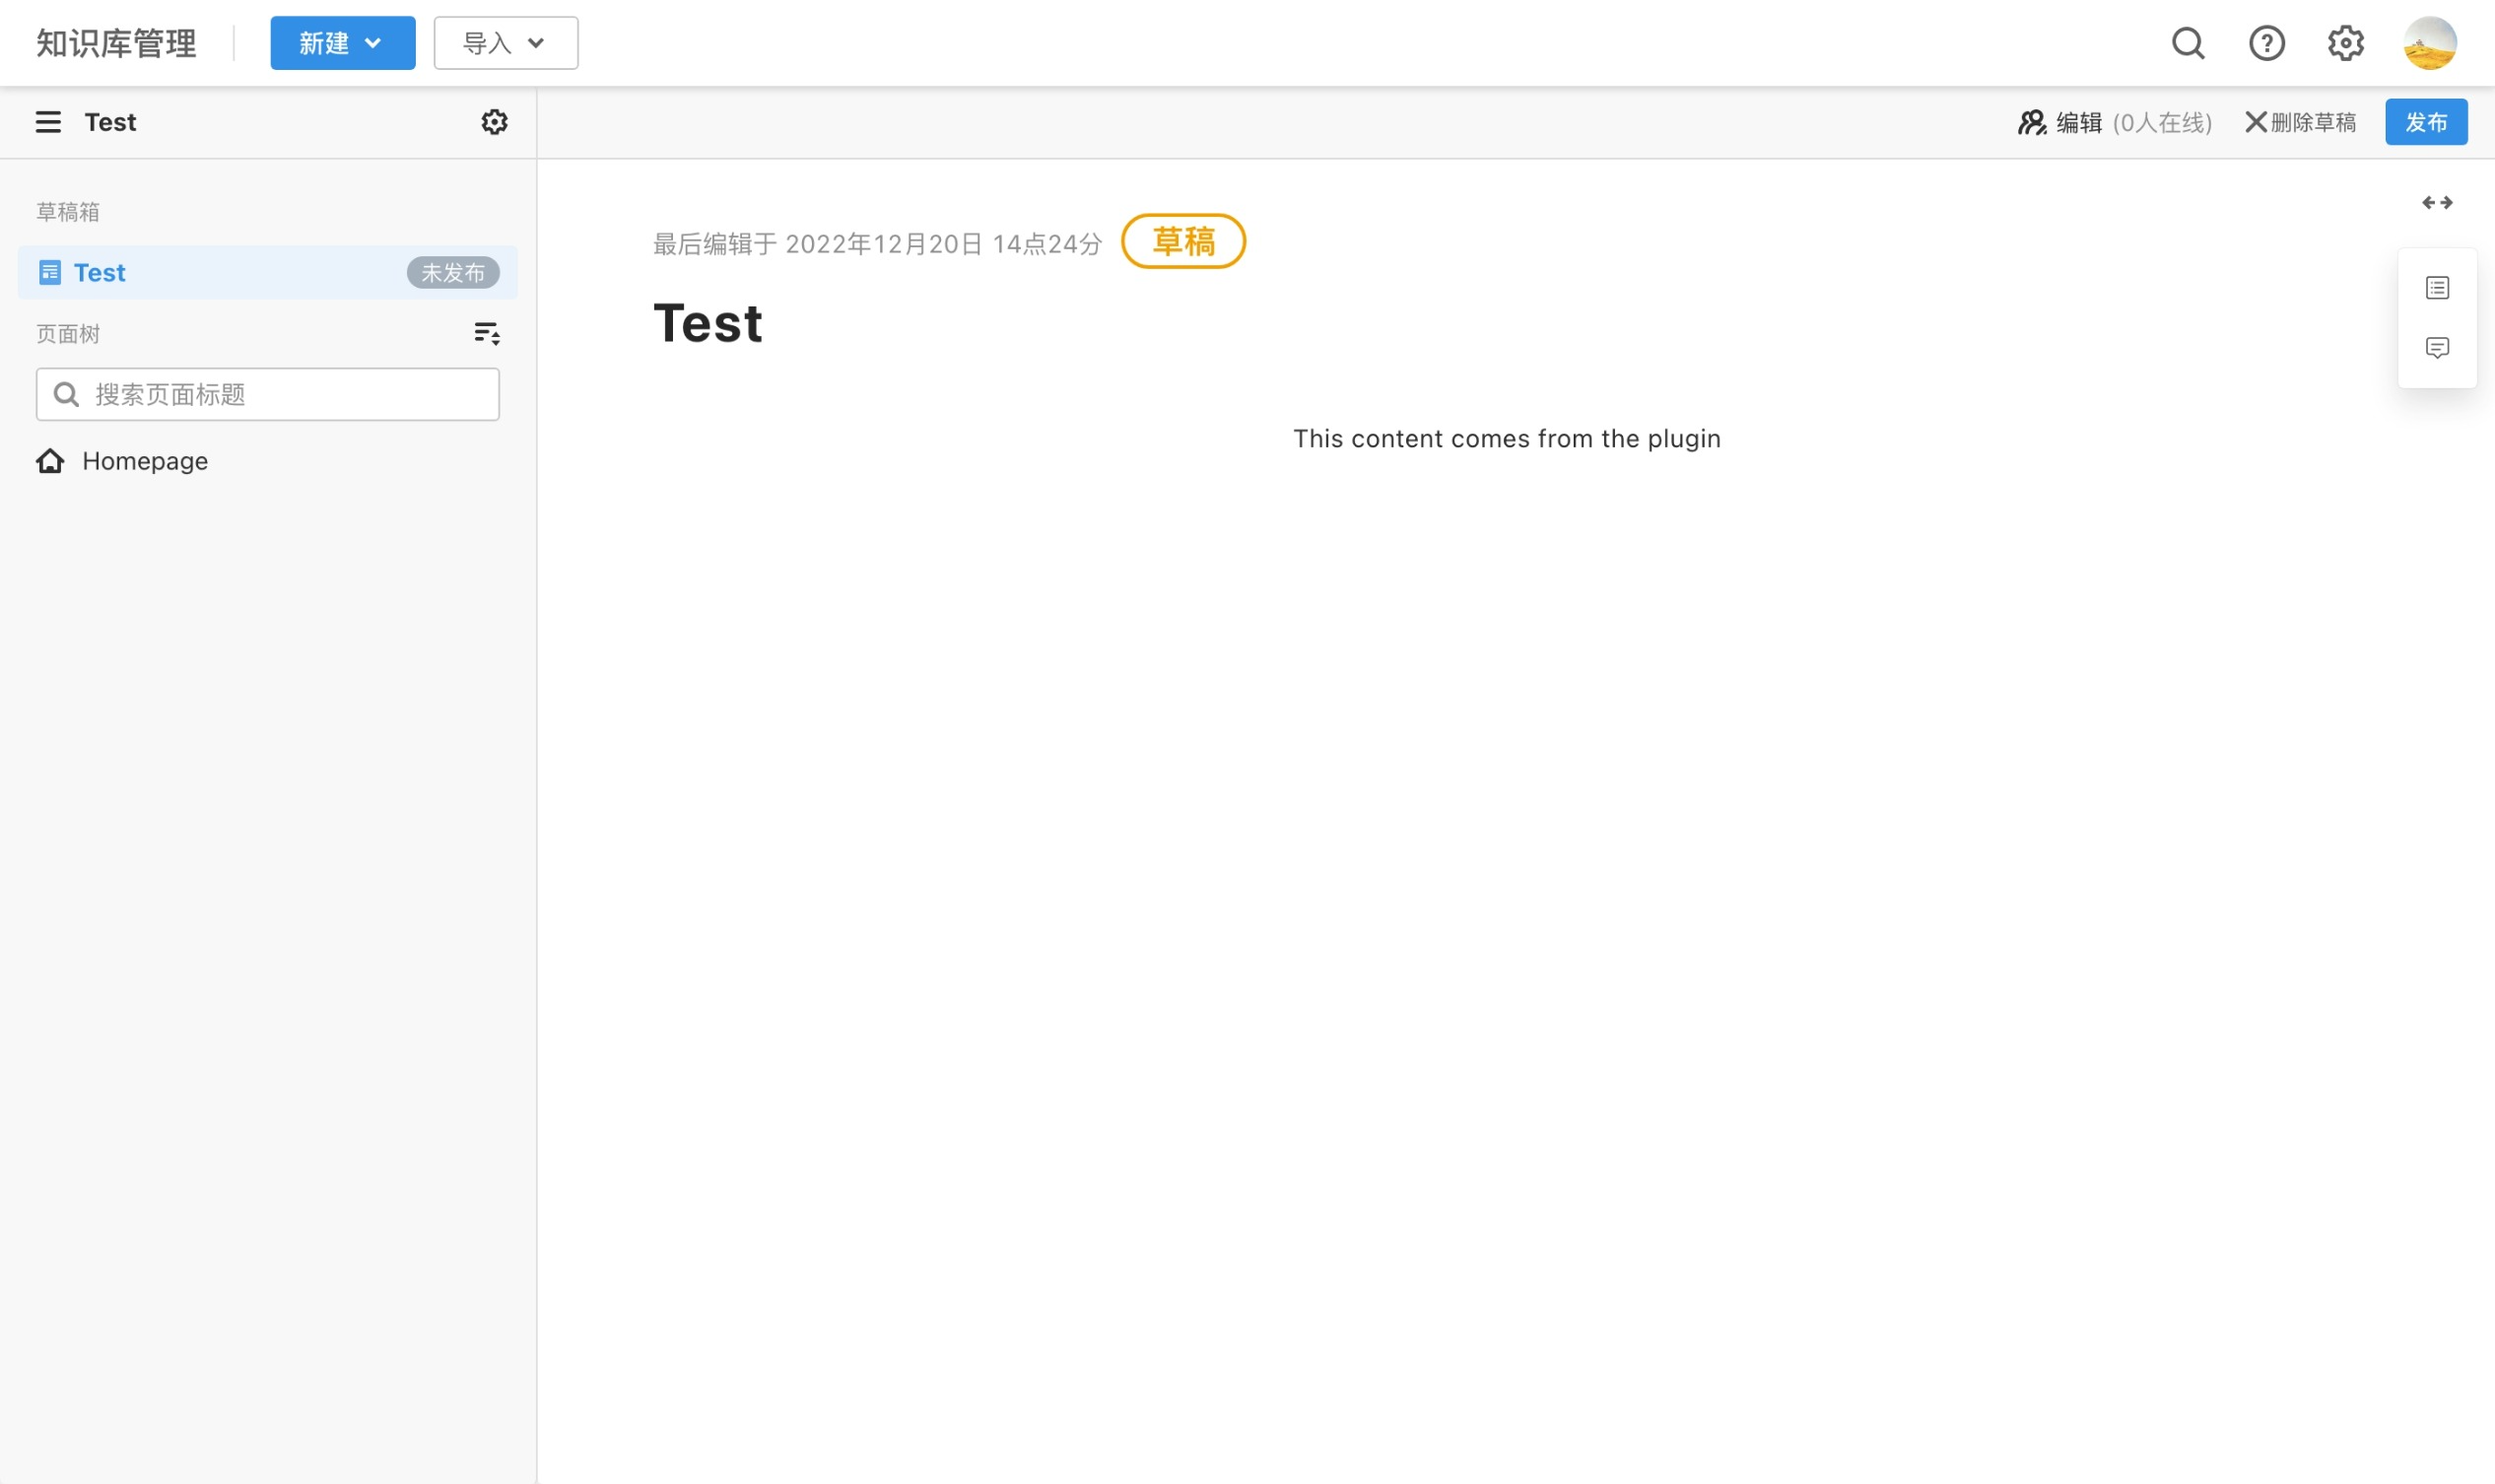 知识库管理
新建
导入
Test
编辑 (0人在线)
删除草稿
发布
草稿箱
Test
未发布
页面树
搜索页面标题
Homepage
最后编辑于 2022年12月20日 14点24分
草稿
Test
This content comes from the plugin